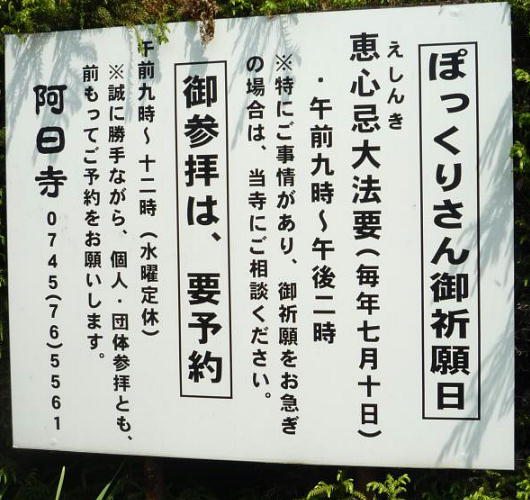 ぽっくりさん御祈願日
えしんき
恵心忌大法要(毎年七月十日)
・午前九時～午後二時
※特にご事情があり、御祈願をお急ぎ
の場合は、当寺にご相談ください。
御参拝は、要予約
午前九時～十二時(水曜定休)
※誠に勝手ながら、個人・団体参拝とも、
前もってご予約をお願いします。
阿日寺 0745(76)5561